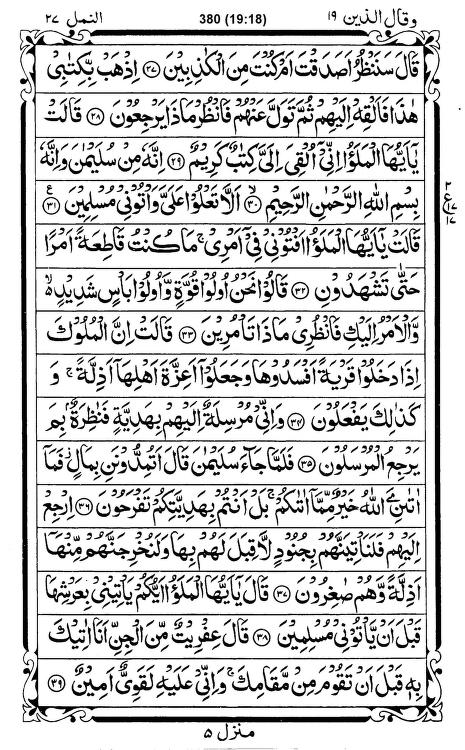 وقال الذين ١٩ 380 (19:18) النمل ٢٧
قَالَ سَنَنْظُرُ اَصَدَقْتَ اَمْ كُنْتَ مِنَ الْكٰذِبِيْنَ ۝٢٧ اِذْهَبْ بِّكِتٰبِيْ
هٰذَا فَاَلْقِهْ اِلَيْهِمْ ثُمَّ تَوَلَّ عَنْهُمْ فَانْظُرْ مَاذَا يَرْجِعُوْنَ ۝٢٨ قَالَتْ
يٰۤاَيُّهَا الْمَلَؤُا اِنِّيْۤ اُلْقِيَ اِلَيَّ كِتٰبٌ كَرِيْمٌ ۝٢٩ اِنَّهٗ مِنْ سُلَيْمٰنَ وَاِنَّهٗ
بِسْمِ اللّٰهِ الرَّحْمٰنِ الرَّحِيْمِ ۝٣٠ اَلَّا تَعْلُوْا عَلَيَّ وَاْتُوْنِيْ مُسْلِمِيْنَ ۝٣١
قَالَتْ يٰۤاَيُّهَا الْمَلَؤُا اَفْتُوْنِيْ فِيْۤ اَمْرِيْ ۚ مَا كُنْتُ قَاطِعَةً اَمْرًا
حَتّٰى تَشْهَدُوْنِ ۝٣٢ قَالُوْا نَحْنُ اُولُوْا قُوَّةٍ وَّاُولُوْا بَاْسٍ شَدِيْدٍ ۙ
وَّالْاَمْرُ اِلَيْكِ فَانْظُرِيْ مَاذَا تَاْمُرِيْنَ ۝٣٣ قَالَتْ اِنَّ الْمُلُوْكَ
اِذَا دَخَلُوْا قَرْيَةً اَفْسَدُوْهَا وَجَعَلُوْۤا اَعِزَّةَ اَهْلِهَاۤ اَذِلَّةً ۚ وَ
كَذٰلِكَ يَفْعَلُوْنَ ۝٣٤ وَاِنِّيْ مُرْسِلَةٌ اِلَيْهِمْ بِهَدِيَّةٍ فَنٰظِرَةٌۢ بِمَ
يَرْجِعُ الْمُرْسَلُوْنَ ۝٣٥ فَلَمَّا جَآءَ سُلَيْمٰنَ قَالَ اَتُمِدُّوْنَنِ بِمَالٍ ز فَمَاۤ
اٰتٰىنِۦَ اللّٰهُ خَيْرٌ مِّمَّاۤ اٰتٰىكُمْ ۚ بَلْ اَنْتُمْ بِهَدِيَّتِكُمْ تَفْرَحُوْنَ ۝٣٦ اِرْجِعْ
اِلَيْهِمْ فَلَنَاْتِيَنَّهُمْ بِجُنُوْدٍ لَّا قِبَلَ لَهُمْ بِهَا وَلَنُخْرِجَنَّهُمْ مِّنْهَاۤ
اَذِلَّةً وَّهُمْ صٰغِرُوْنَ ۝٣٧ قَالَ يٰۤاَيُّهَا الْمَلَؤُا اَيُّكُمْ يَاْتِيْنِيْ بِعَرْشِهَا
قَبْلَ اَنْ يَّاْتُوْنِيْ مُسْلِمِيْنَ ۝٣٨ قَالَ عِفْرِيْتٌ مِّنَ الْجِنِّ اَنَا اٰتِيْكَ
بِهٖ قَبْلَ اَنْ تَقُوْمَ مِنْ مَّقَامِكَ ۚ وَاِنِّيْ عَلَيْهِ لَقَوِيٌّ اَمِيْنٌ ۝٣٩
منزل ٥